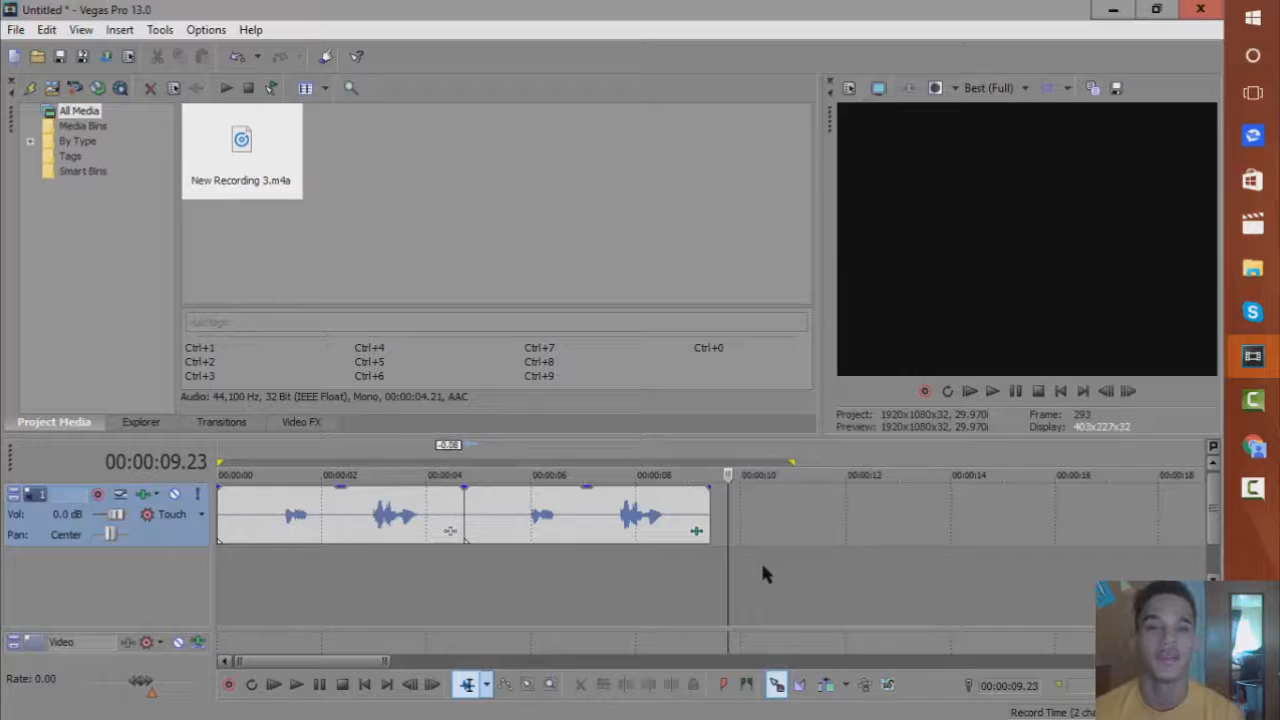 Untitled * - Vegas Pro 13.0
File Edit View Insert Tools Options Help
Best (Full)
All Media
Media Bins
By Type
Tags
Smart Bins
New Recording 3.m4a
Ctrl+1 Ctrl+4 Ctrl+7 Ctrl+0
Ctrl+2 Ctrl+5 Ctrl+8
Ctrl+3 Ctrl+6 Ctrl+9
Audio: 44,100 Hz, 32 Bit (IEEE Float), Mono, 00:00:04.21, AAC
Project Media Explorer Transitions Video FX
Project: 1920x1080x32, 29.970i Frame: 293
Preview: 1920x1080x32, 29.970i Display: 403x227x32
-0.08
00:00:09.23
00:00:00 00:00:02 00:00:04 00:00:06 00:00:08 00:00:10 00:00:12 00:00:14 00:00:16 00:00:18
1
Vol: 0.0 dB Touch
Pan: Center
Video
Rate: 0.00
00:00:09.23
Record Time (2 cha